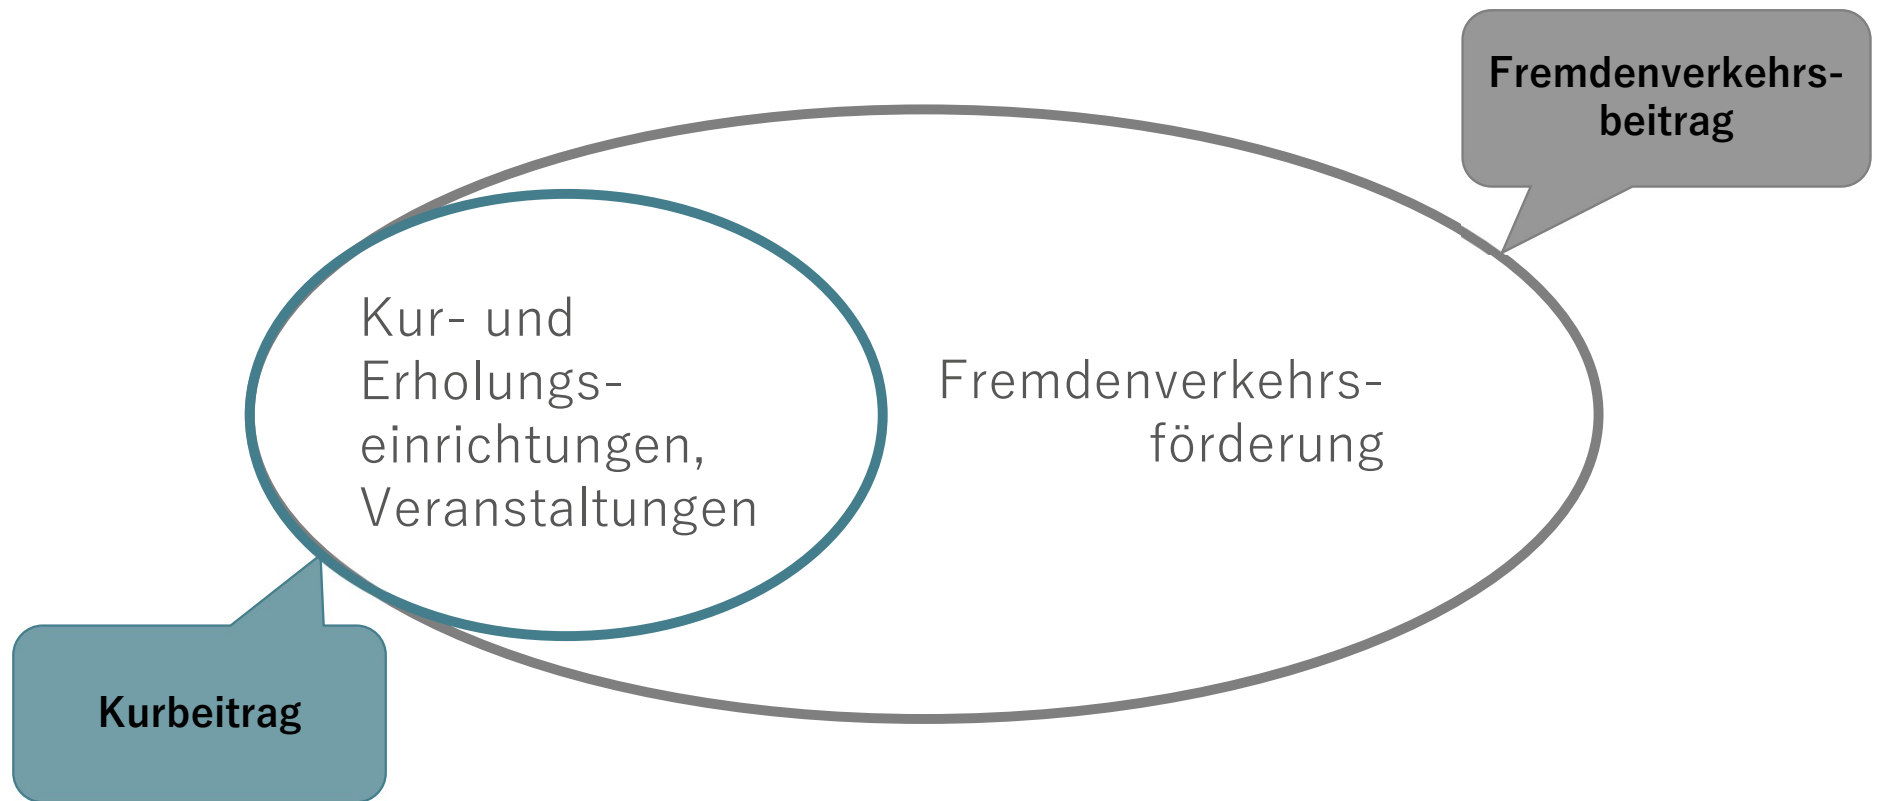 Fremdenverkehrs-
beitrag
Kur- und
Erholungs-
einrichtungen,
Veranstaltungen
Fremdenverkehrs-
förderung
Kurbeitrag